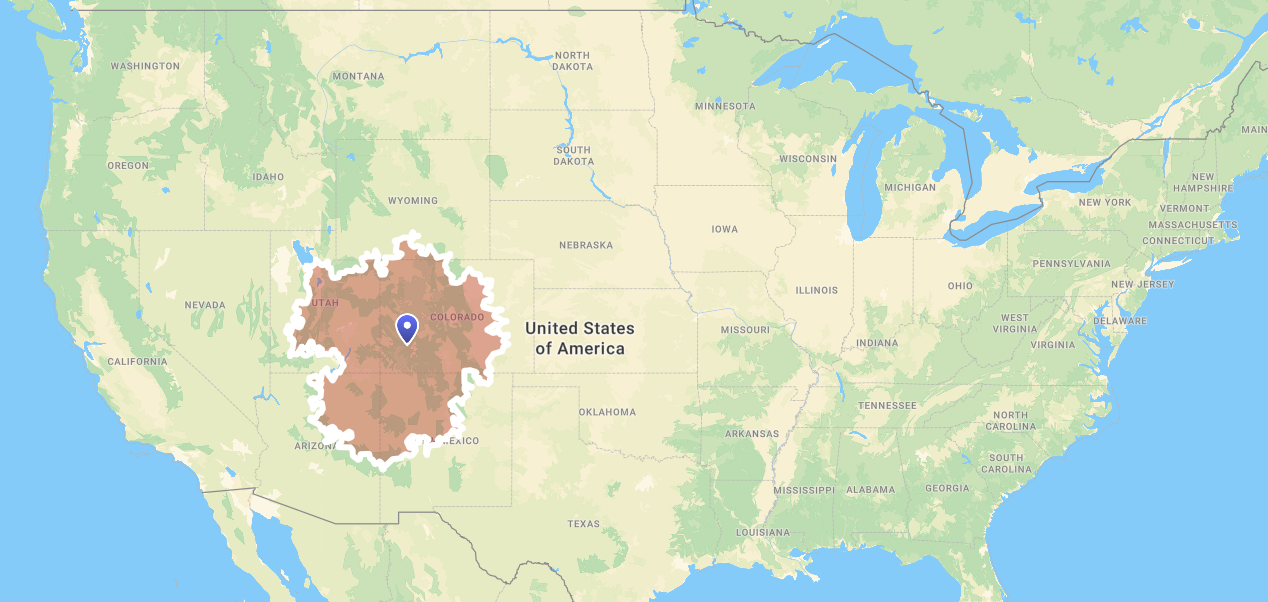 WASHINGTON
MONTANA
NORTH
DAKOTA
MINNESOTA
MAIN
OREGON
IDAHO
SOUTH
DAKOTA
WISCONSIN
MICHIGAN
NEW
HAMPSHIRE
WYOMING
NEW YORK
VERMONT
MASSACHUSETTS
CONNECTICUT
NEBRASKA
IOWA
PENNSYLVANIA
NEVADA
UTAH
COLORADO
ILLINOIS
OHIO
NEW JERSEY
United States
of America
MISSOURI
INDIANA
WEST
VIRGINIA
DELAWARE
VIRGINIA
CALIFORNIA
OKLAHOMA
TENNESSEE
NORTH
CAROLINA
ARIZONA
MEXICO
ARKANSAS
SOUTH
CAROLINA
MISSISSIPPI
ALABAMA
GEORGIA
TEXAS
LOUISIANA